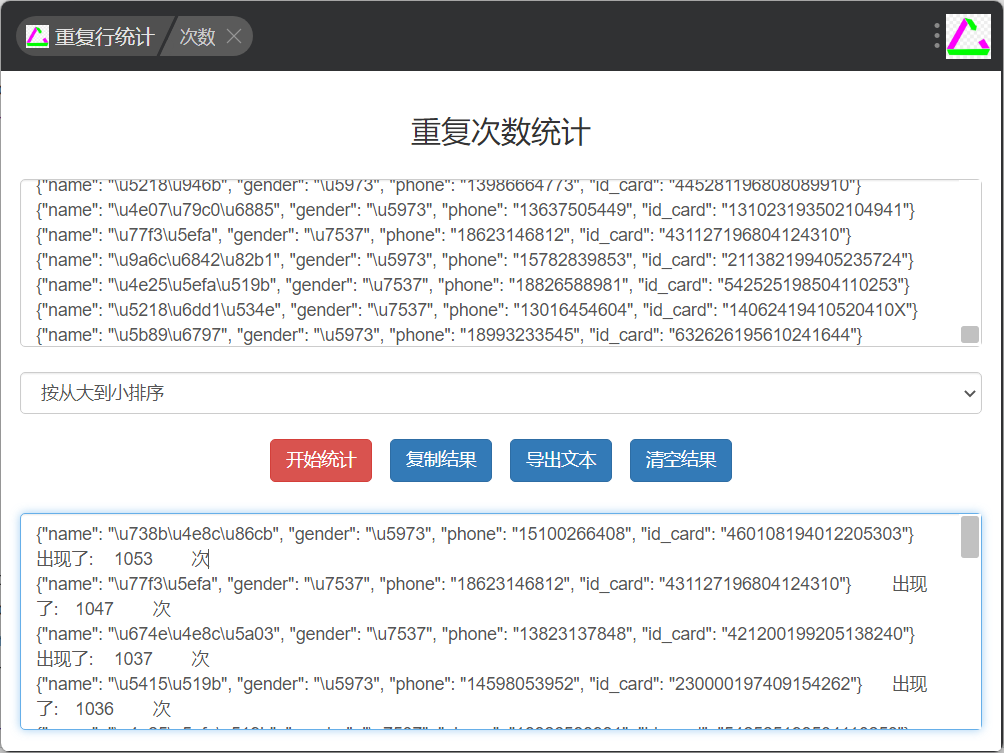 重复行统计 次数
重复次数统计
{"name": "\u5218\u946b", "gender": "\u5973", "phone": "13986664773", "id_card": "445281196808089910"}
{"name": "\u4e07\u79c0\u6885", "gender": "\u5973", "phone": "13637505449", "id_card": "131023193502104941"}
{"name": "\u77f3\u5efa", "gender": "\u7537", "phone": "18623146812", "id_card": "431127196804124310"}
{"name": "\u9a6c\u6842\u82b1", "gender": "\u5973", "phone": "15782839853", "id_card": "211382199405235724"}
{"name": "\u4e25\u5efa\u519b", "gender": "\u7537", "phone": "18826588981", "id_card": "542525198504110253"}
{"name": "\u5218\u6dd1\u534e", "gender": "\u7537", "phone": "13016454604", "id_card": "14062419410520410X"}
{"name": "\u5b89\u6797", "gender": "\u5973", "phone": "18993233545", "id_card": "632626195610241644"}
按从大到小排序
开始统计 复制结果 导出文本 清空结果
{"name": "\u738b\u4e8c\u86cb", "gender": "\u5973", "phone": "15100266408", "id_card": "460108194012205303"}
出现了: 1053 次
{"name": "\u77f3\u5efa", "gender": "\u7537", "phone": "18623146812", "id_card": "431127196804124310"} 出现
了: 1047 次
{"name": "\u674e\u4e8c\u5a03", "gender": "\u7537", "phone": "13823137848", "id_card": "421200199205138240"}
出现了: 1037 次
{"name": "\u5415\u519b", "gender": "\u5973", "phone": "14598053952", "id_card": "230000197409154262"} 出现
了: 1036 次